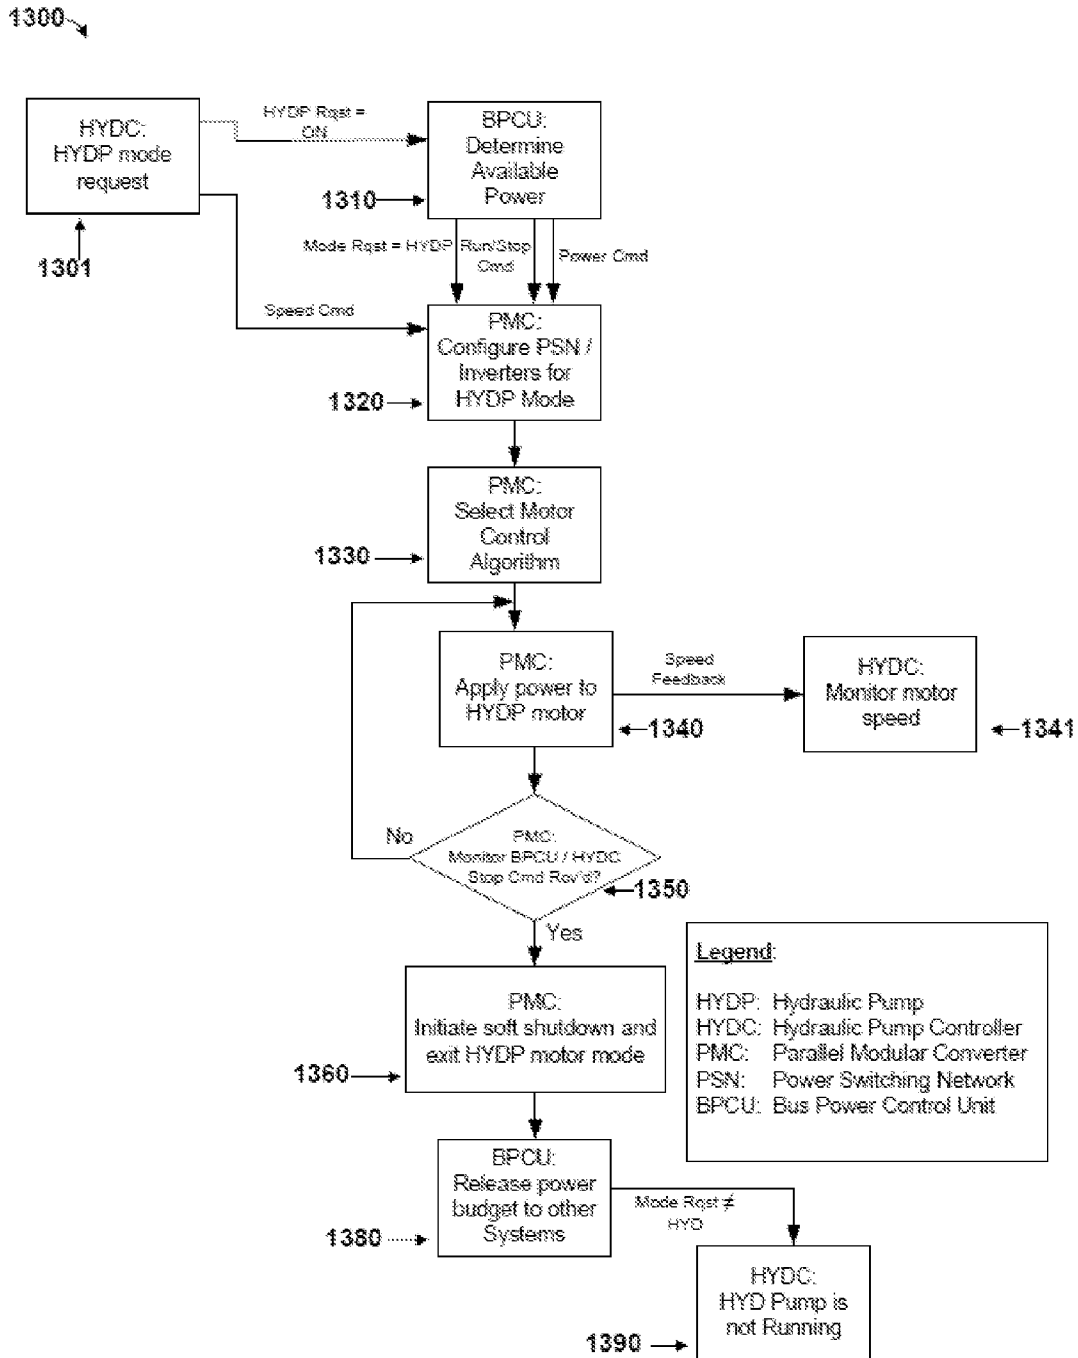 1300
HYDC:
HYDP mode
request
1301
HYDP Rqst =
ON
BPCU:
Determine
Available
Power
1310
Mode Rqst = HYDP
Run/Stop
Cmd
Power Cmd
Speed Cmd
PMC:
Configure PSN /
Inverters for
HYDP Mode
1320
PMC:
Select Motor
Control
Algorithm
1330
PMC:
Apply power to
HYDP motor
1340
Speed
Feedback
HYDC:
Monitor motor
speed
1341
No
PMC:
Monitor BPCU / HYDC
Stop Cmd Rcv'd?
1350
Yes
PMC:
Initiate soft shutdown and
exit HYDP motor mode
1360
Legend:
HYDP: Hydraulic Pump
HYDC: Hydraulic Pump Controller
PMC: Parallel Modular Converter
PSN: Power Switching Network
BPCU: Bus Power Control Unit
BPCU:
Release power
budget to other
Systems
1380
Mode Rqst ≠
HYD
HYDC:
HYD Pump is
not Running
1390